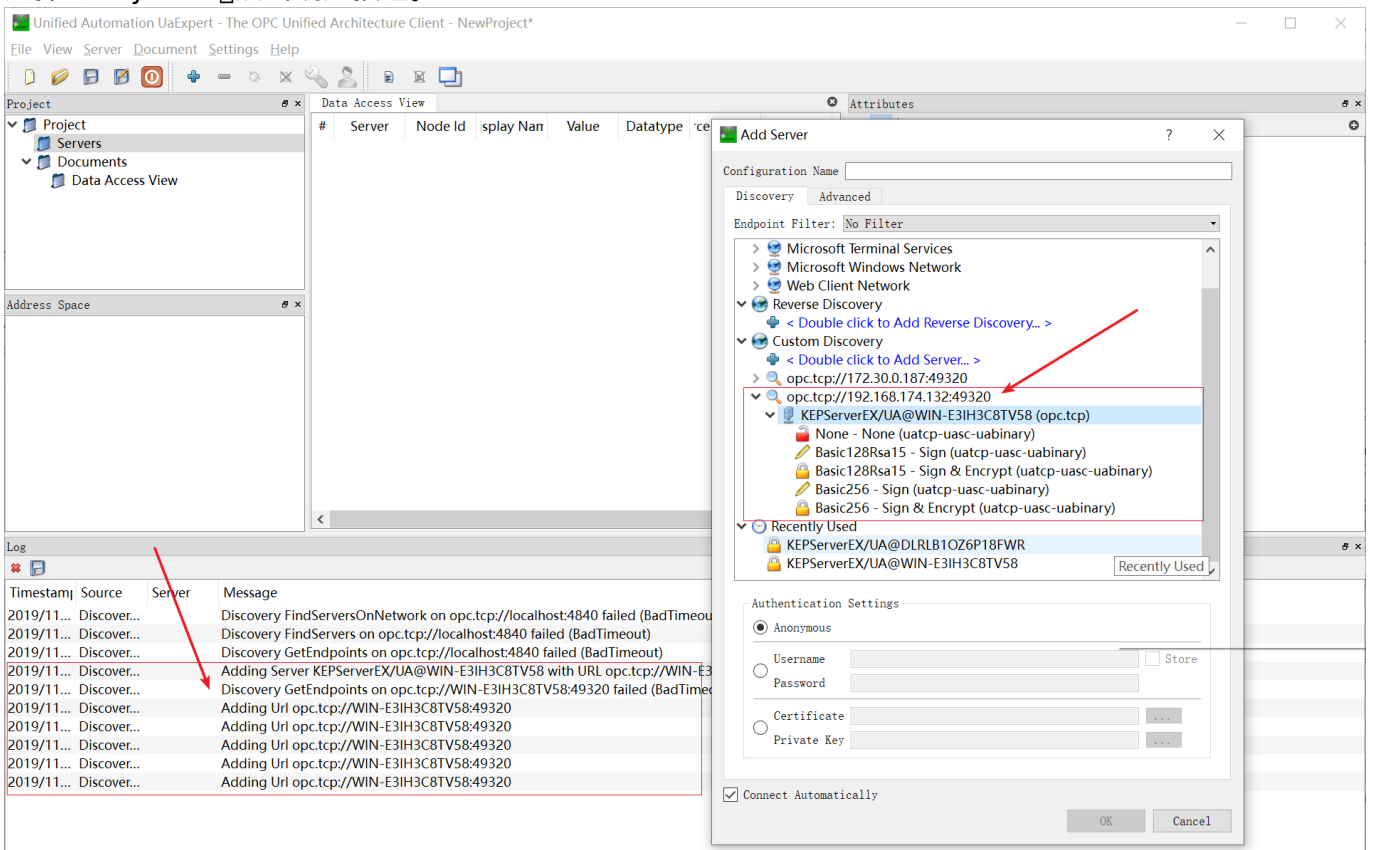 Unified Automation UaExpert - The OPC Unified Architecture Client - NewProject*
File View Server Document Settings Help
Project
Data Access View
Attributes
# Server Node Id Value Datatype
Project
Servers
Documents
Data Access View
Address Space
Add Server
Configuration Name
Discovery Advanced
Endpoint Filter: No Filter
Microsoft Terminal Services
Microsoft Windows Network
Web Client Network
Reverse Discovery
< Double click to Add Reverse Discovery... >
Custom Discovery
< Double click to Add Server... >
opc.tcp://172.30.0.187:49320
opc.tcp://192.168.174.132:49320
KEPServerEX/UA@WIN-E3IH3C8TV58 (opc.tcp)
None - None (uatcp-uasc-uabinary)
Basic128Rsa15 - Sign (uatcp-uasc-uabinary)
Basic128Rsa15 - Sign & Encrypt (uatcp-uasc-uabinary)
Basic256 - Sign (uatcp-uasc-uabinary)
Basic256 - Sign & Encrypt (uatcp-uasc-uabinary)
Recently Used
KEPServerEX/UA@DLRLB1OZ6P18FWR
KEPServerEX/UA@WIN-E3IH3C8TV58
Recently Used
Authentication Settings
Anonymous
Username
Store
Password
Certificate
...
Private Key
...
Connect Automatically
OK Cancel
Log
Timestamp Source Server Message
2019/11... Discover... Discovery FindServersOnNetwork on opc.tcp://localhost:4840 failed (BadTimeou
2019/11... Discover... Discovery FindServers on opc.tcp://localhost:4840 failed (BadTimeout)
2019/11... Discover... Discovery GetEndpoints on opc.tcp://localhost:4840 failed (BadTimeout)
2019/11... Discover... Adding Server KEPServerEX/UA@WIN-E3IH3C8TV58 with URL opc.tcp://WIN-E3
2019/11... Discover... Discovery GetEndpoints on opc.tcp://WIN-E3IH3C8TV58:49320 failed (BadTimeo
2019/11... Discover... Adding Url opc.tcp://WIN-E3IH3C8TV58:49320
2019/11... Discover... Adding Url opc.tcp://WIN-E3IH3C8TV58:49320
2019/11... Discover... Adding Url opc.tcp://WIN-E3IH3C8TV58:49320
2019/11... Discover... Adding Url opc.tcp://WIN-E3IH3C8TV58:49320
2019/11... Discover... Adding Url opc.tcp://WIN-E3IH3C8TV58:49320